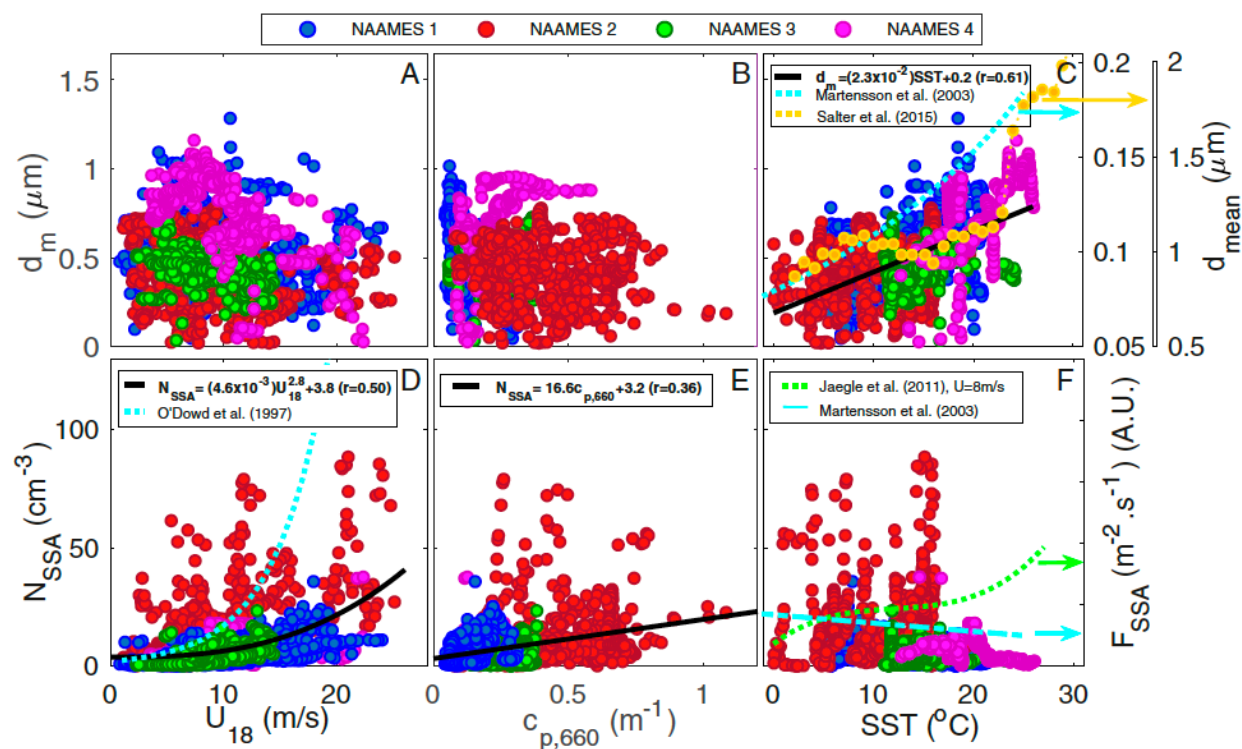 NAAMES 1 NAAMES 2 NAAMES 3 NAAMES 4
A
B
C
d_m=(2.3x10^-2)SST+0.2 (r=0.61)
Martensson et al. (2003)
Salter et al. (2015)
1.5
1
0.5
0
d_m (μm)
0.2
0.15
0.1
0.05
2
1.5
1
0.5
d_mean (μm)
D
N_SSA= (4.6x10^-3)U_18^2.8+3.8 (r=0.50)
O'Dowd et al. (1997)
E
N_SSA= 16.6c_p,660+3.2 (r=0.36)
F
Jaegle et al. (2011), U=8m/s
Martensson et al. (2003)
100
50
0
N_SSA (cm^-3)
F_SSA (m^-2.s^-1) (A.U.)
0 10 20
0 0.5 1
0 10 20 30
U_18 (m/s)
c_p,660 (m^-1)
SST (°C)